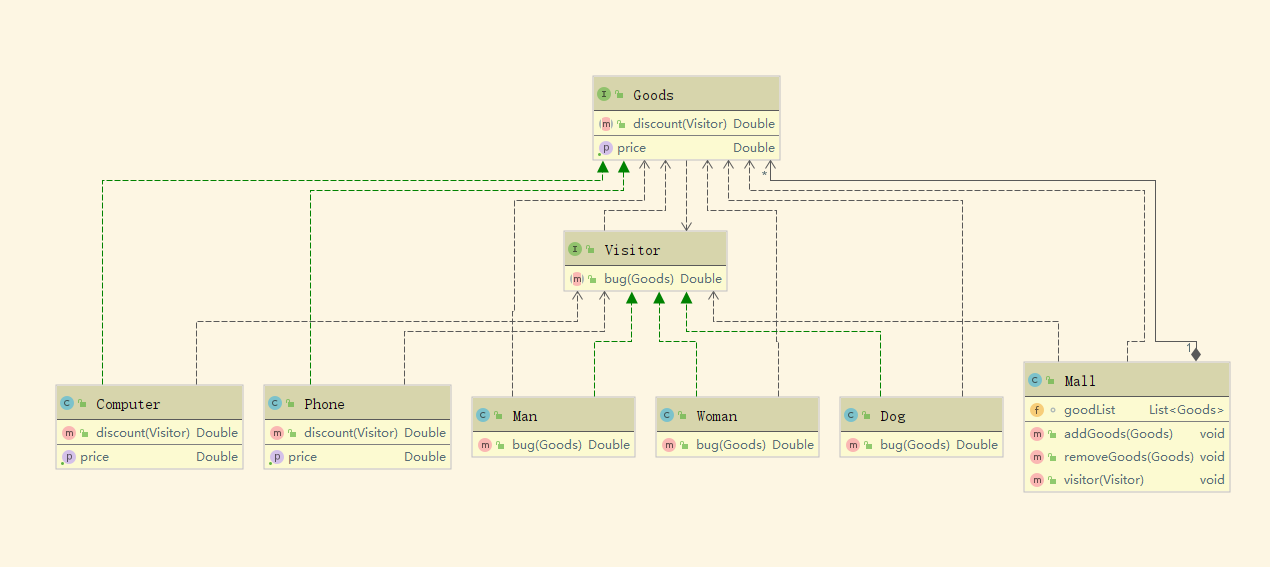 Goods
discount(Visitor) Double
price Double
*
Visitor
bug(Goods) Double
1
Computer
discount(Visitor) Double
price Double
Phone
discount(Visitor) Double
price Double
Man
bug(Goods) Double
Woman
bug(Goods) Double
Dog
bug(Goods) Double
Mall
goodList List<Goods>
addGoods(Goods) void
removeGoods(Goods) void
visitor(Visitor) void